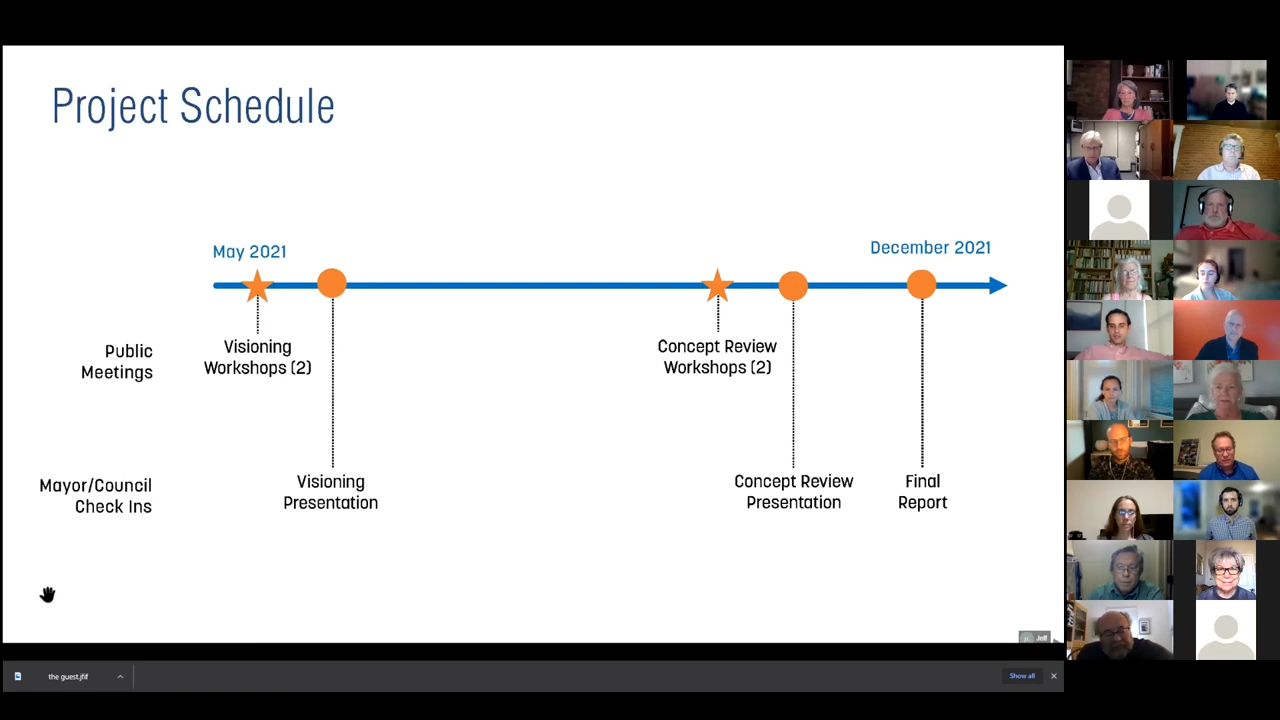 Project Schedule
May 2021
December 2021
Public
Meetings
Visioning
Workshops (2)
Concept Review
Workshops (2)
Mayor/Council
Check Ins
Visioning
Presentation
Concept Review
Presentation
Final
Report
Jeff
the guest.jfif
Show all